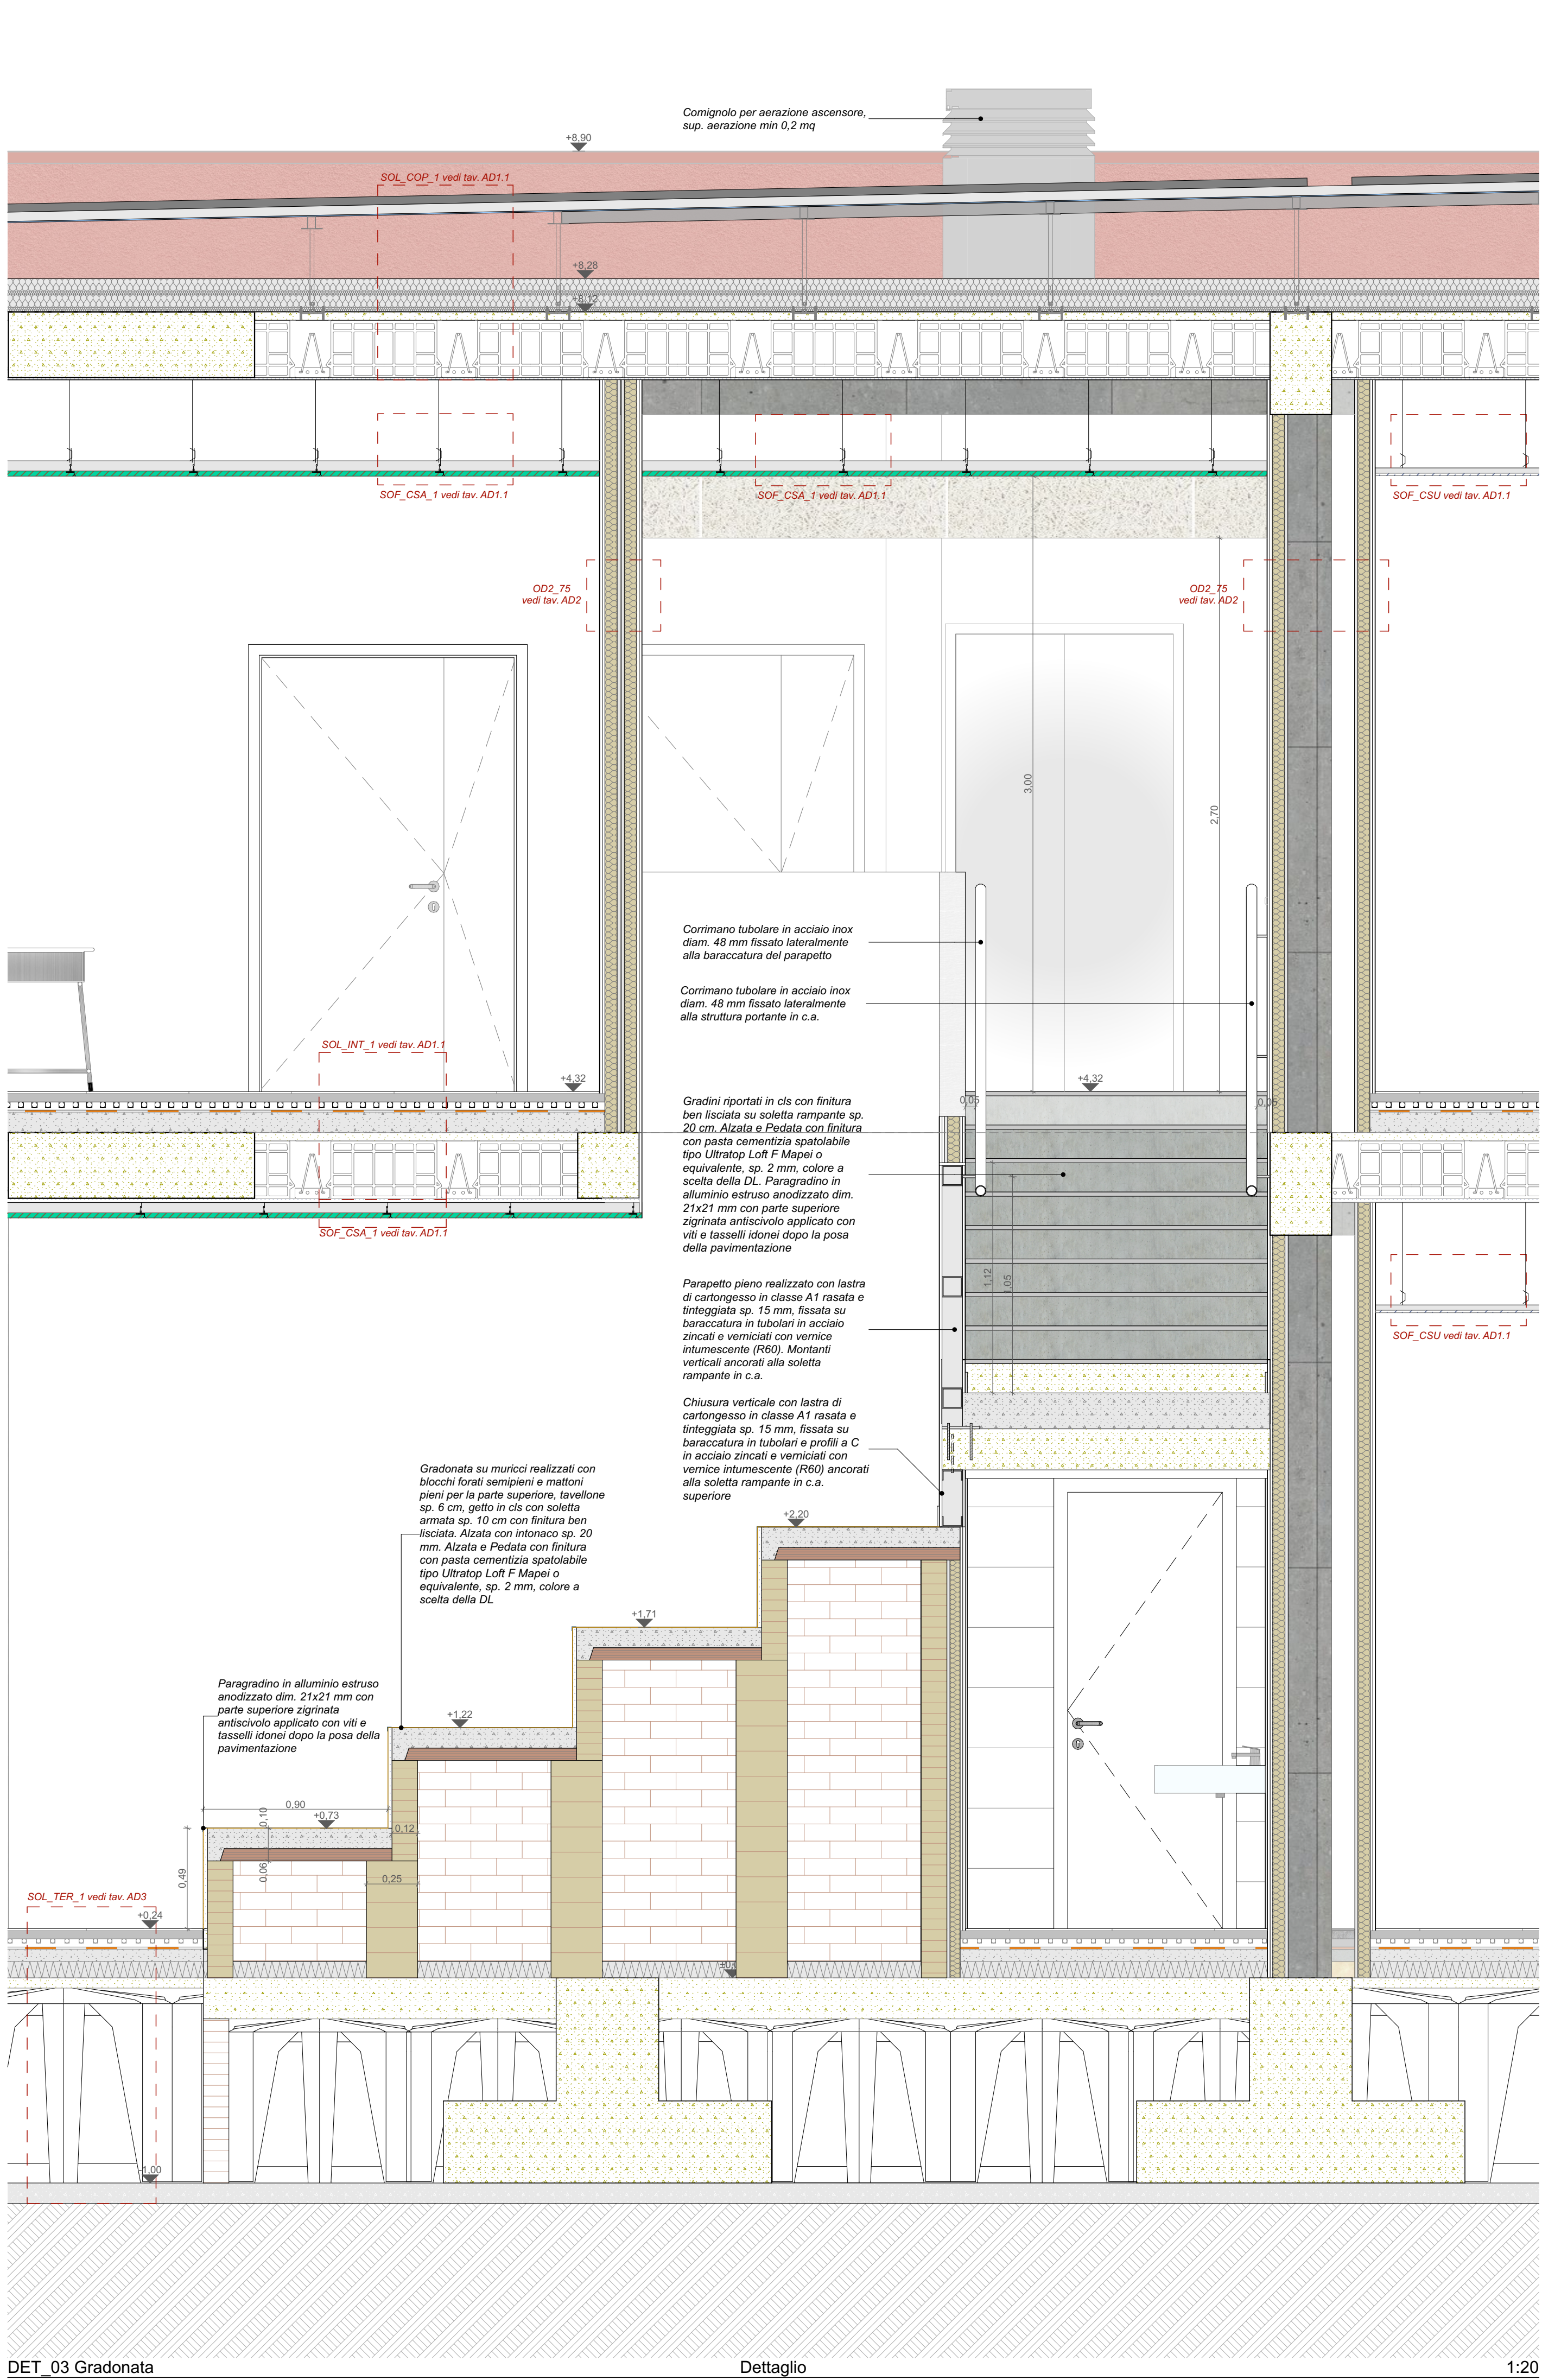 Comignolo per aerazione ascensore,
sup. aerazione min 0,2 mq
+8,90
SOL_COP_1 vedi tav. AD1.1
+8,28
+8,12
SOF_CSA_1 vedi tav. AD1.1
SOF_CSA_1 vedi tav. AD1.1
SOF_CSU vedi tav. AD1.1
OD2_75
vedi tav. AD2
OD2_75
vedi tav. AD2
3,00
2,70
Corrimano tubolare in acciaio inox
diam. 48 mm fissato lateralmente
alla baraccatura del parapetto
Corrimano tubolare in acciaio inox
diam. 48 mm fissato lateralmente
alla struttura portante in c.a.
SOL_INT_1 vedi tav. AD1.1
+4,32
+4,32
0,05
0,05
Gradini riportati in cls con finitura
ben lisciata su soletta rampante sp.
20 cm. Alzata e Pedata con finitura
con pasta cementizia spatolabile
tipo Ultratop Loft F Mapei o
equivalente, sp. 2 mm, colore a
scelta della DL. Paragradino in
alluminio estruso anodizzato dim.
21x21 mm con parte superiore
zigrinata antiscivolo applicato con
viti e tasselli idonei dopo la posa
della pavimentazione
SOF_CSA_1 vedi tav. AD1.1
1,12
1,05
Parapetto pieno realizzato con lastra
di cartongesso in classe A1 rasata e
tinteggiata sp. 15 mm, fissata su
baraccatura in tubolari in acciaio
zincati e verniciati con vernice
intumescente (R60). Montanti
verticali ancorati alla soletta
rampante in c.a.
SOF_CSU vedi tav. AD1.1
Chiusura verticale con lastra di
cartongesso in classe A1 rasata e
tinteggiata sp. 15 mm, fissata su
baraccatura in tubolari e profili a C
in acciaio zincati e verniciati con
vernice intumescente (R60) ancorati
alla soletta rampante in c.a.
superiore
Gradonata su muricci realizzati con
blocchi forati semipieni e mattoni
pieni per la parte superiore, tavellone
sp. 6 cm, getto in cls con soletta
armata sp. 10 cm con finitura ben
lisciata. Alzata con intonaco sp. 20
mm. Alzata e Pedata con finitura
con pasta cementizia spatolabile
tipo Ultratop Loft F Mapei o
equivalente, sp. 2 mm, colore a
scelta della DL
+2,20
+1,71
Paragradino in alluminio estruso
anodizzato dim. 21x21 mm con
parte superiore zigrinata
antiscivolo applicato con viti e
tasselli idonei dopo la posa della
pavimentazione
+1,22
0,90
0,10
+0,73
0,12
0,06
0,49
0,25
SOL_TER_1 vedi tav. AD3
+0,24
-1,00
DET_03 Gradonata
Dettaglio
1:20